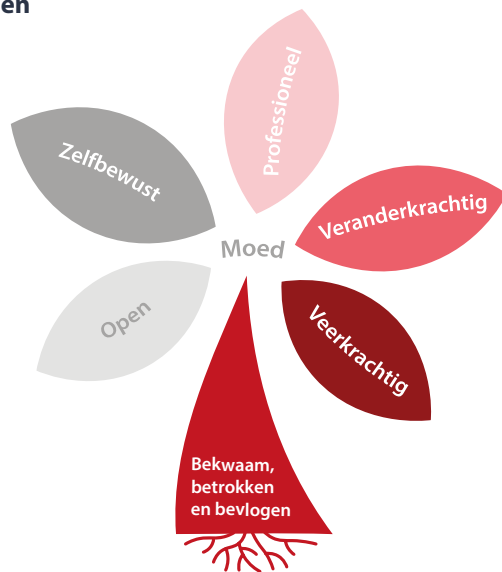 en
Professioneel
Zelfbewust
Veranderkrachtig
Moed
Open
Veerkrachtig
Bekwaam,
betrokken
en bevlogen